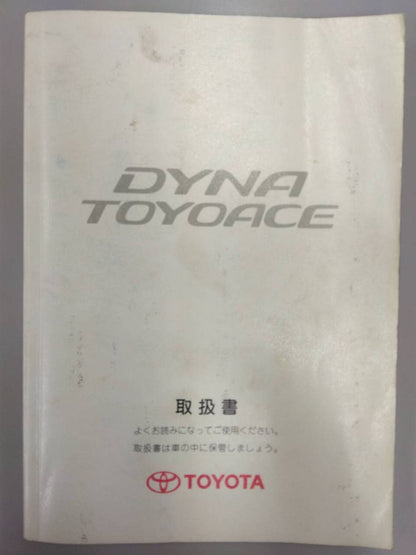 DYNA
TOYOACE
取扱書
よくお読みになってご使用ください。
取扱書は車の中に保管しましょう。
TOYOTA